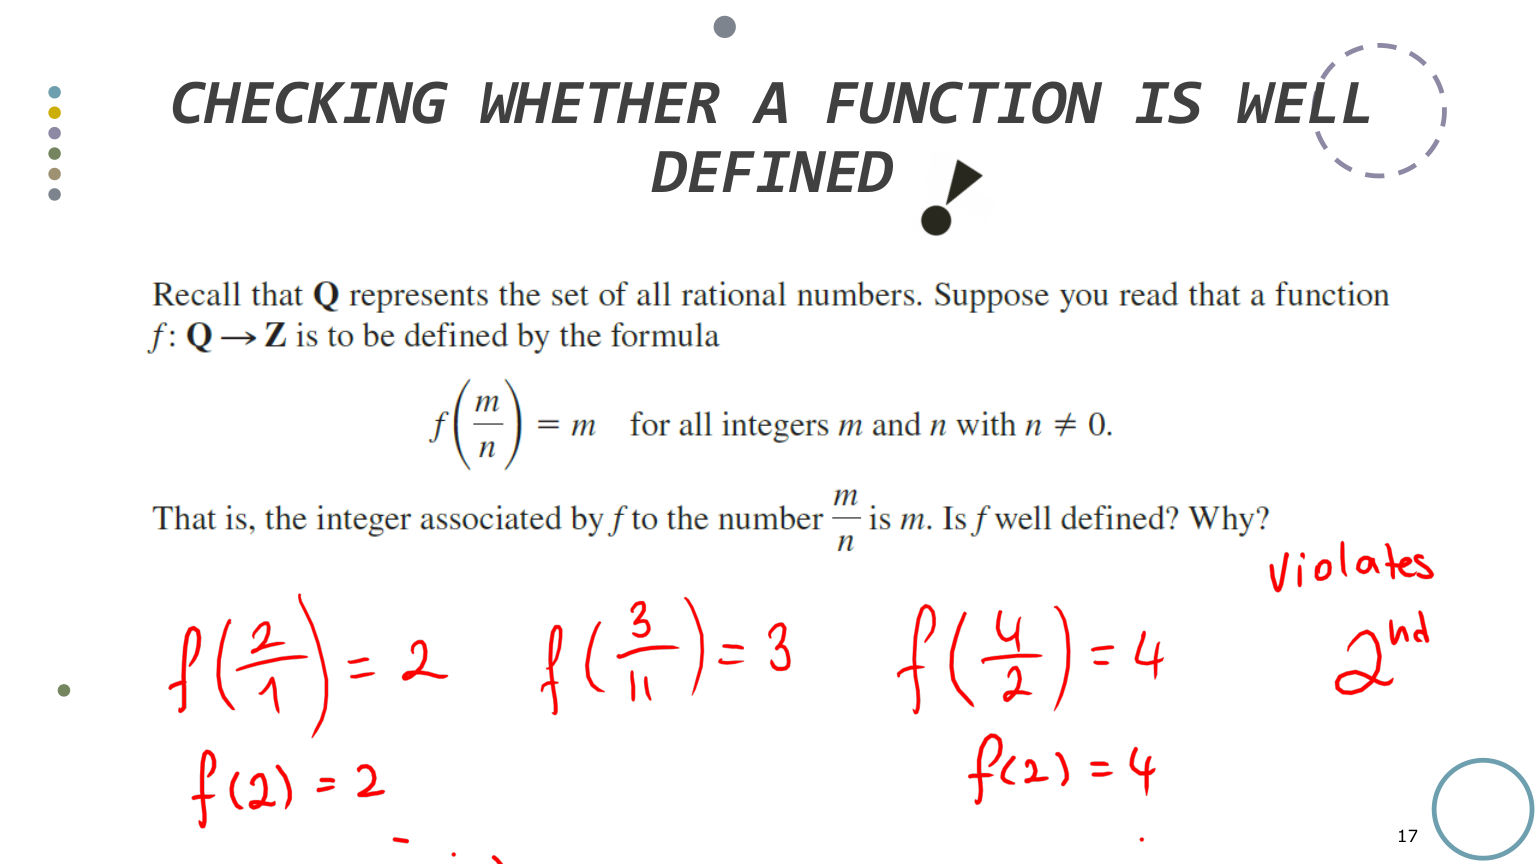 CHECKING WHETHER A FUNCTION IS WELL
DEFINED
Recall that Q represents the set of all rational numbers. Suppose you read that a function
f: Q → Z is to be defined by the formula
f(m/n) = m for all integers m and n with n ≠ 0.
That is, the integer associated by f to the number m/n is m. Is f well defined? Why?
violates
2nd
f(2/1) = 2 f(3/11) = 3 f(4/2) = 4
f(2) = 2 f(2) = 4
17